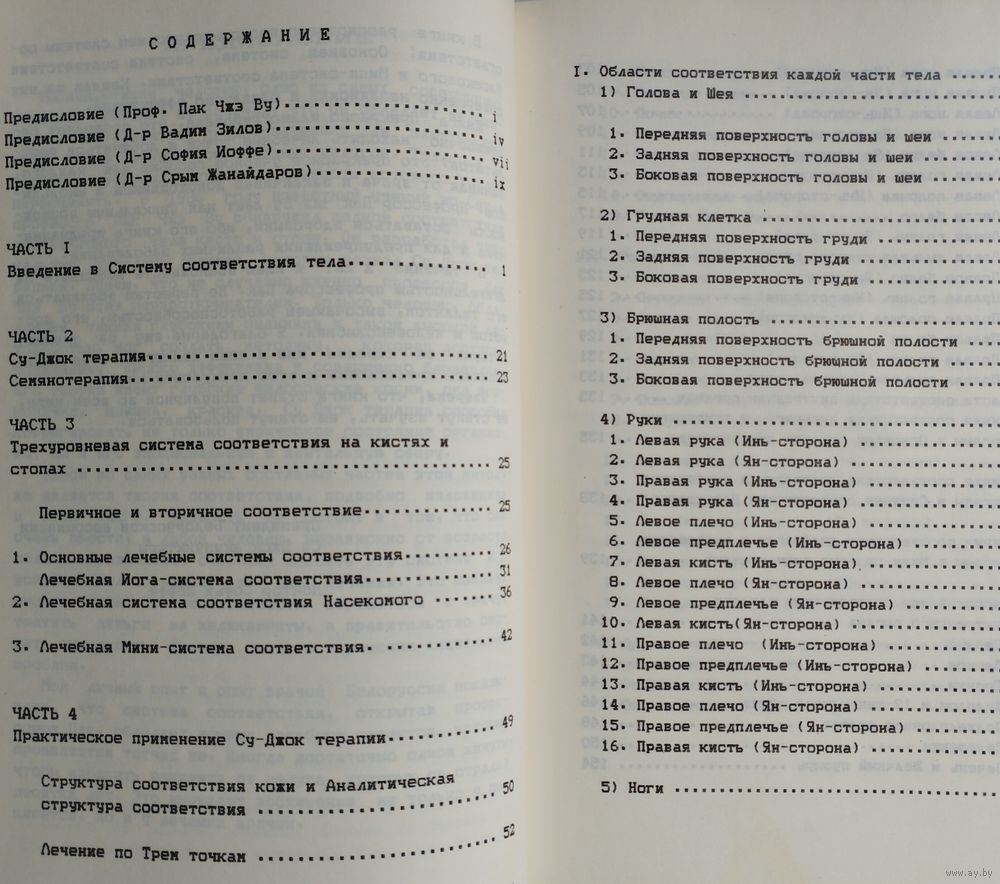 СОДЕРЖАНИЕ
Предисловие (Проф. Пак Чжэ Ву) i
Предисловие (Д-р Вадим Зилов) iv
Предисловие (Д-р София Иоффе) vii
Предисловие (Д-р Срым Жанайдаров) ix
ЧАСТЬ I
Введение в Систему соответствия тела 1
ЧАСТЬ 2
Су-Джок терапия 21
Семянотерапия 23
ЧАСТЬ 3
Трехуровневая система соответствия на кистях и
стопах 25
Первичное и вторичное соответствие 25
1. Основные лечебные системы соответствия 26
Лечебная Йога-система соответствия 31
2. Лечебная система соответствия Насекомого 36
3. Лечебная Мини-система соответствия 42
ЧАСТЬ 4
Практическое применение Су-Джок терапии 49
Структура соответствия кожи и Аналитическая
структура соответствия 50
Лечение по Трем точкам 52
I. Области соответствия каждой части тела
1) Голова и Шея
1. Передняя поверхность головы и шеи
2. Задняя поверхность головы и шеи
3. Боковая поверхность головы и шеи
2) Грудная клетка
1. Передняя поверхность груди
2. Задняя поверхность груди
3. Боковая поверхность груди
3) Брюшная полость
1. Передняя поверхность брюшной полости
2. Задняя поверхность брющной полости
3. Боковая поверхность брюшной полости
4) Руки
1. Левая рука (Инь-сторона)
2. Левая рука (Ян-сторона)
3. Правая рука (Инь-сторона)
4. Правая рука (Ян-сторона)
5. Левое плечо (Инь-сторона)
6. Левое предплечье (Инь-сторона)
7. Левая кисть (Инь-сторона)
8. Левое плечо (Ян-сторона)
9. Левое предплечье (Ян-сторона)
10. Левая кисть(Ян-сторона)
11. Правое плечо (Инь-сторона)
12. Правое предплечье (Инь-сторона)
13. Правая кисть (Инь-сторона)
14. Правое плечо (Ян-сторона)
15. Правое предплечье (Ян-сторона)
16. Правая кисть (Ян-сторона)
5) Ноги
www.ay.by